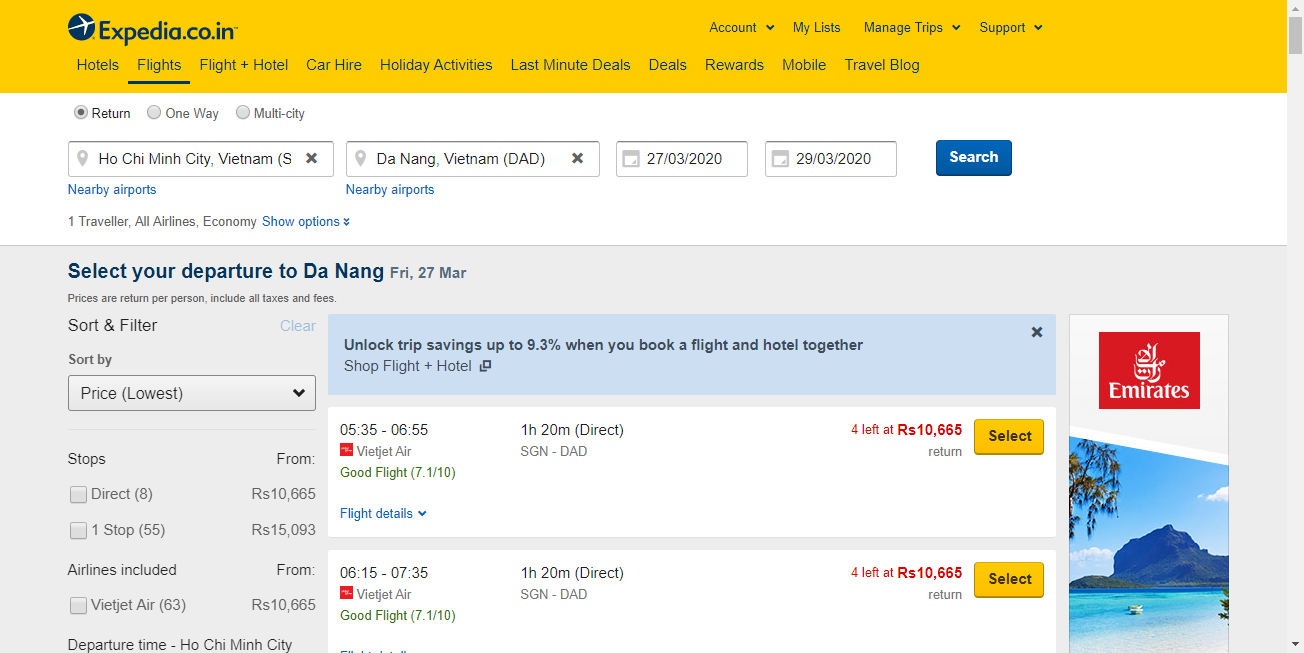 Expedia.co.in
Account
My Lists
Manage Trips
Support
Hotels
Flights
Flight + Hotel
Car Hire
Holiday Activities
Last Minute Deals
Deals
Rewards
Mobile
Travel Blog
Return
One Way
Multi-city
Ho Chi Minh City, Vietnam (S
Da Nang, Vietnam (DAD)
27/03/2020
29/03/2020
Search
Nearby airports
Nearby airports
1 Traveller, All Airlines, Economy Show options
Select your departure to Da Nang Fri, 27 Mar
Prices are return per person, include all taxes and fees.
Sort & Filter
Clear
Sort by
Price (Lowest)
Stops
From:
Direct (8)
Rs10,665
1 Stop (55)
Rs15,093
Airlines included
From:
Vietjet Air (63)
Rs10,665
Departure time - Ho Chi Minh City
Unlock trip savings up to 9.3% when you book a flight and hotel together
Shop Flight + Hotel
05:35 - 06:55
1h 20m (Direct)
4 left at Rs10,665
Select
Vietjet Air
SGN - DAD
return
Good Flight (7.1/10)
Flight details
06:15 - 07:35
1h 20m (Direct)
4 left at Rs10,665
Select
Vietjet Air
SGN - DAD
return
Good Flight (7.1/10)
Emirates